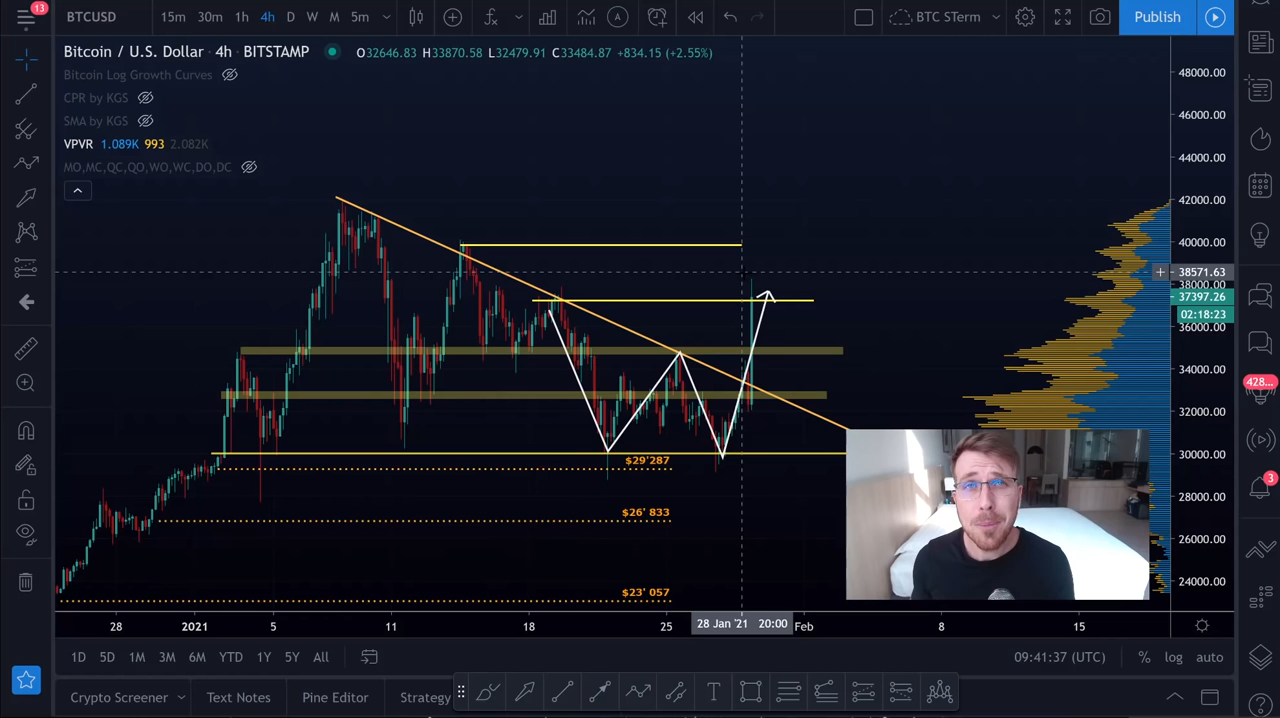 13
BTCUSD 15m 30m 1h 4h D W M 5m BTC STerm Publish
Bitcoin / U.S. Dollar · 4h · BITSTAMP O32646.83 H33870.58 L32479.91 C33484.87 +834.15 (+2.55%)
Bitcoin Log Growth Curves
CPR by KGS
SMA by KGS
VPVR 1.089K 993 2.082K
MO,MC,QC,QO,WO,WC,DO,DC
48000.00
46000.00
44000.00
42000.00
40000.00
38571.63
38000.00
37397.26
02:18:23
36000.00
34000.00
32000.00
30000.00
28000.00
26000.00
24000.00
$29'287
$26' 833
$23' 057
428...
3
28 2021 5 11 18 25 28 Jan '21 20:00 Feb 8 15
1D 5D 1M 3M 6M YTD 1Y 5Y All 09:41:37 (UTC) % log auto
Crypto Screener Text Notes Pine Editor Strategy